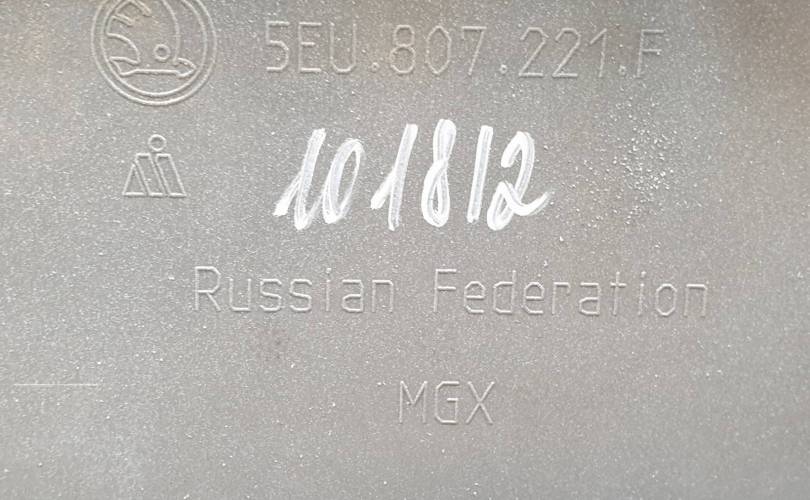 5EU.807.221.F
101812
Russian Federation
MGX